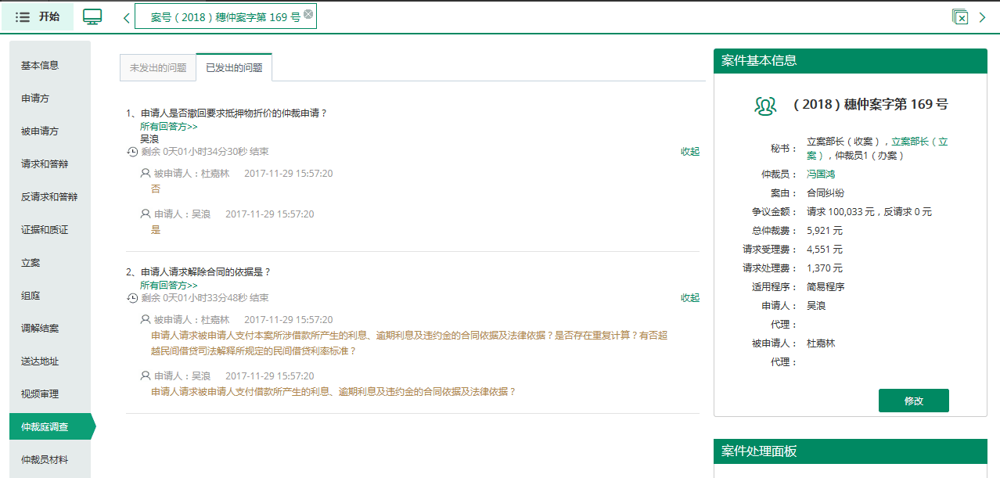 开始
案号（2018）穗仲案字第 169 号
基本信息
申请方
被申请方
请求和答辩
反请求和答辩
证据和质证
立案
组庭
调解结案
送达地址
视频审理
仲裁庭调查
仲裁员材料
未发出的问题
已发出的问题
1、申请人是否撤回要求抵押物折价的仲裁申请？
所有回答方>>
吴浪
剩余 0天01小时34分30秒 结束
收起
被申请人：杜嘉林 2017-11-29 15:57:20
否
申请人：吴浪 2017-11-29 15:57:20
是
2、申请人请求解除合同的依据是？
所有回答方>>
剩余 0天01小时33分48秒 结束
收起
被申请人：杜嘉林 2017-11-29 15:57:20
申请人请求被申请人支付本案所涉借款所产生的利息、逾期利息及违约金的合同依据及法律依据？是否存在重复计算？有否超
越民间借贷司法解释所规定的民间借贷利率标准？
申请人：吴浪 2017-11-29 15:57:20
申请人请求被申请人支付借款所产生的利息、逾期利息及违约金的合同依据及法律依据？
案件基本信息
（2018）穗仲案字第 169 号
秘书： 立案部长（收案），立案部长（立
案），仲裁员1（办案）
仲裁员： 冯国鸿
案由： 合同纠纷
争议金额： 请求 100,033 元，反请求 0 元
总仲裁费： 5,921 元
请求受理费： 4,551 元
请求处理费： 1,370 元
适用程序： 简易程序
申请人： 吴浪
代理：
被申请人： 杜嘉林
代理：
修改
案件处理面板